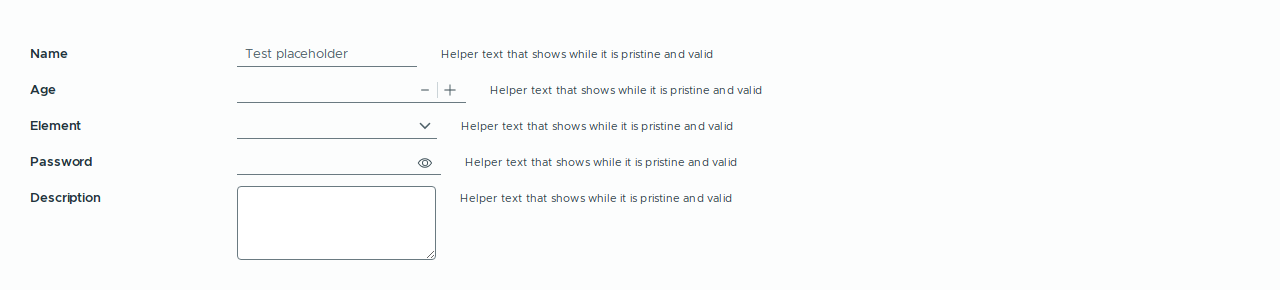 Name Test placeholder Helper text that shows while it is pristine and valid
Age Helper text that shows while it is pristine and valid
Element Helper text that shows while it is pristine and valid
Password Helper text that shows while it is pristine and valid
Description Helper text that shows while it is pristine and valid